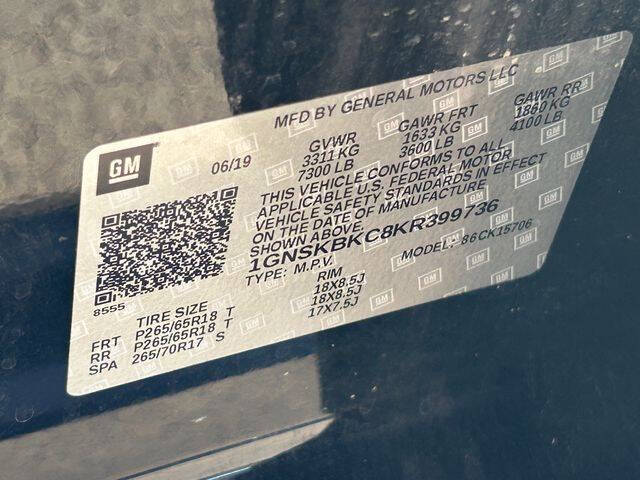 MFD BY GENERAL MOTORS LLC
GM
06/19
GVWR GAWR FRT GAWR RR
3311 KG 1633 KG 1860 KG
7300 LB 3600 LB 4100 LB
THIS VEHICLE CONFORMS TO ALL
APPLICABLE U.S. FEDERAL MOTOR
VEHICLE SAFETY STANDARDS IN EFFECT
ON THE DATE OF MANUFACTURE
SHOWN ABOVE.
1GNSKBKC8KR399736
TYPE: M.P.V. MODEL: 86CK15706
8555
TIRE SIZE RIM
FRT P265/65R18 T 18X8.5J
RR P265/65R18 T 18X8.5J
SPA 265/70R17 S 17X7.5J